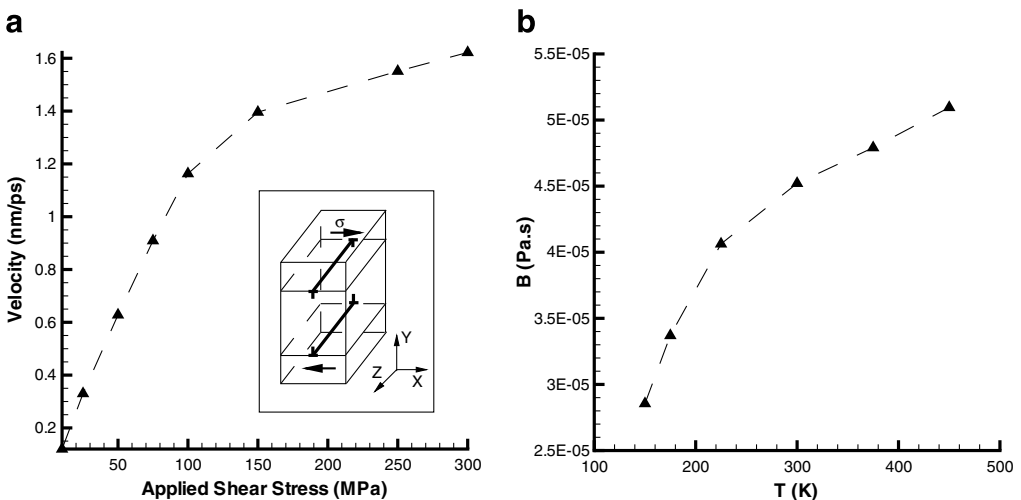 a
1.6
1.4
1.2
1
0.8
0.6
0.4
0.2
Velocity (nm/ps)
50 100 150 200 250 300
Applied Shear Stress (MPa)
σ
Y
Z
X
b
5.5E-05
5E-05
4.5E-05
4E-05
3.5E-05
3E-05
2.5E-05
B (Pa.s)
100 200 300 400 500
T (K)